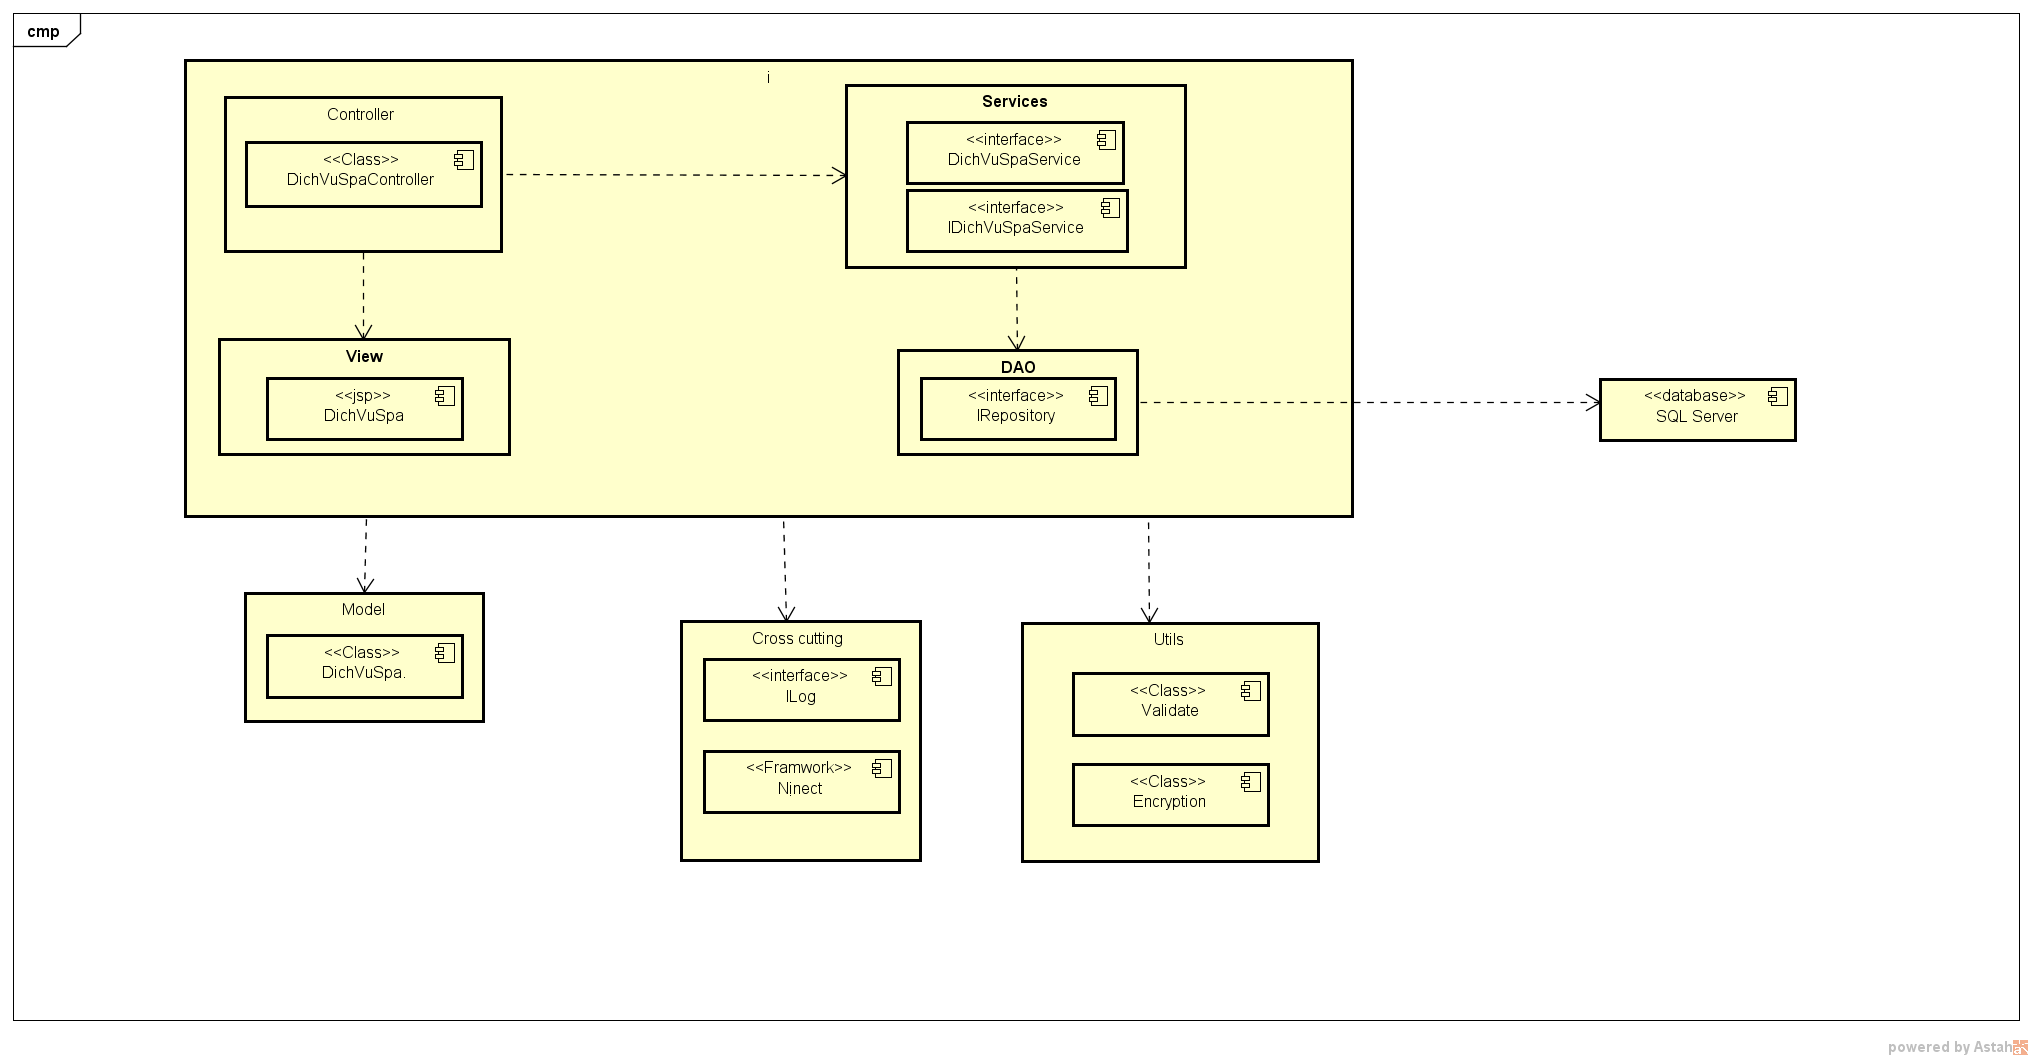 cmp
i
Controller
<<Class>>
DichVuSpaController
Services
<<interface>>
DichVuSpaService
<<interface>>
IDichVuSpaService
View
<<jsp>>
DichVuSpa
DAO
<<interface>>
IRepository
<<database>>
SQL Server
Model
<<Class>>
DichVuSpa.
Cross cutting
<<interface>>
ILog
<<Framwork>>
Ninect
Utils
<<Class>>
Validate
<<Class>>
Encryption
powered by Astah